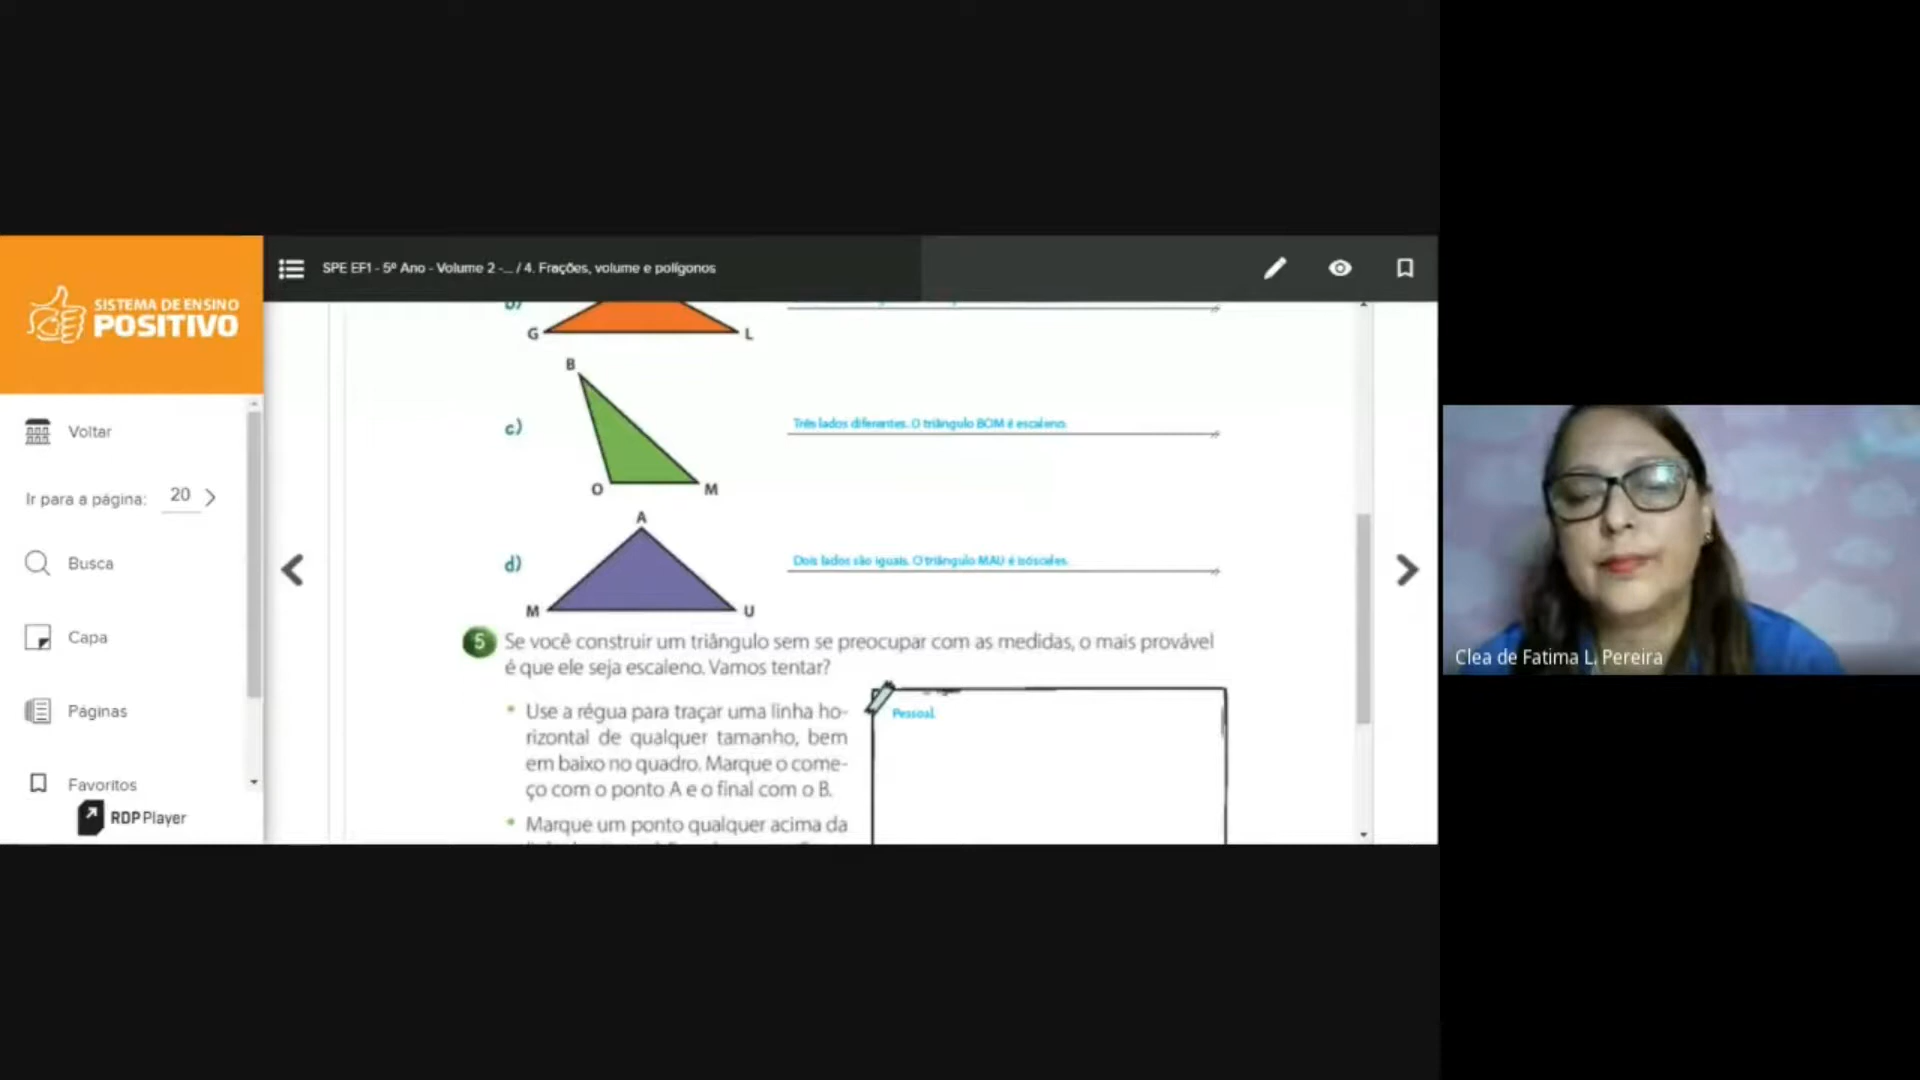 SISTEMA DE ENSINO
POSITIVO
SPE EF1 - 5º Ano - Volume 2 -... / 4. Frações, volume e polígonos
Voltar
Ir para a página: 20
Busca
Capa
Páginas
Favoritos
RDP Player
b)
G
L
B
c)
O
M
Três lados diferentes. O triângulo BOM é escaleno.
A
d)
M
U
Dois lados são iguais. O triângulo MAU é isósceles.
5 Se você construir um triângulo sem se preocupar com as medidas, o mais provável
é que ele seja escaleno. Vamos tentar?
• Use a régua para traçar uma linha ho-
rizontal de qualquer tamanho, bem
em baixo no quadro. Marque o come-
ço com o ponto A e o final com o B.
• Marque um ponto qualquer acima da
Pessoal.
Clea de Fatima L. Pereira